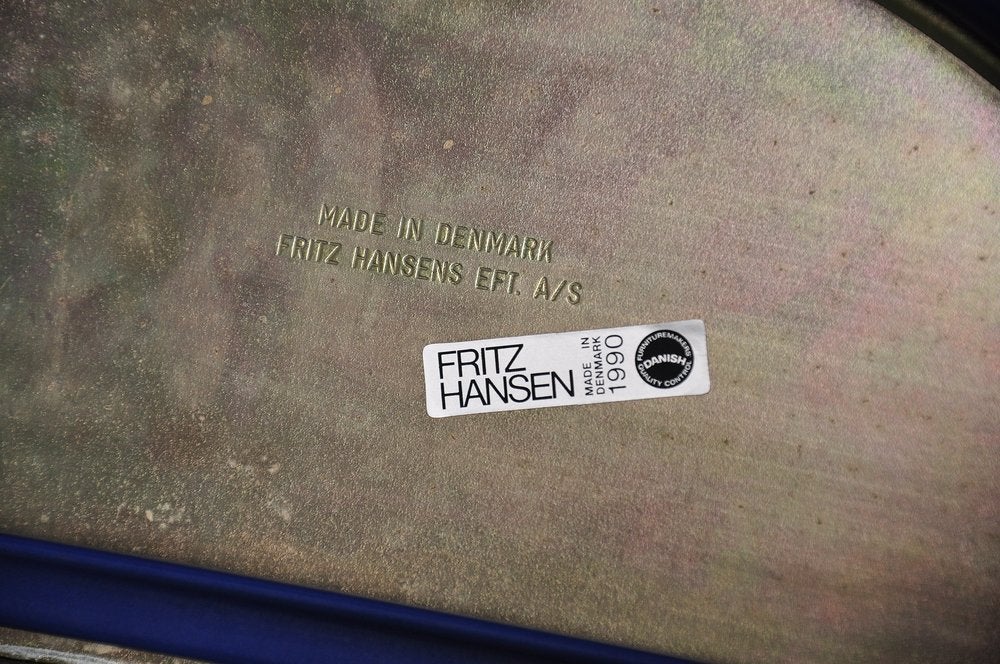 MADE IN DENMARK
FRITZ HANSENS EFT. A/S
FRITZ
HANSEN
MADE IN
DENMARK
1990
FURNITUREMAKERS
DANISH
QUALITY CONTROL